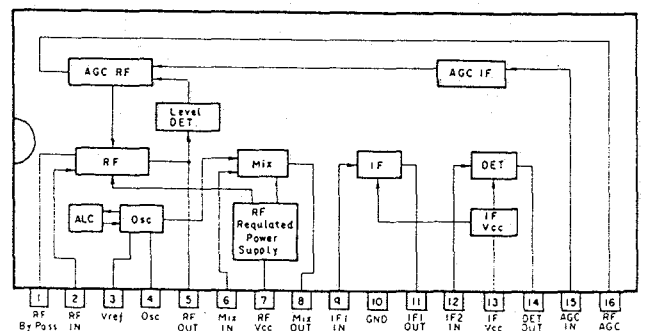 AGC RF
AGC IF
Level
DET.
RF
Mix
IF
DET
ALC
Osc
RF
Requlated
Power
Supply
IF
Vcc
1 2 3 4 5 6 7 8 9 10 11 12 13 14 15 16
RF
By Pass
RF
IN
Vref
Osc
RF
OUT
Mix
IN
RF
Vcc
Mix
OUT
IF1 IN
GND
IF1
OUT
IF2
IN
IF
Vcc
DET
Out
AGC
IN
RF
AGC